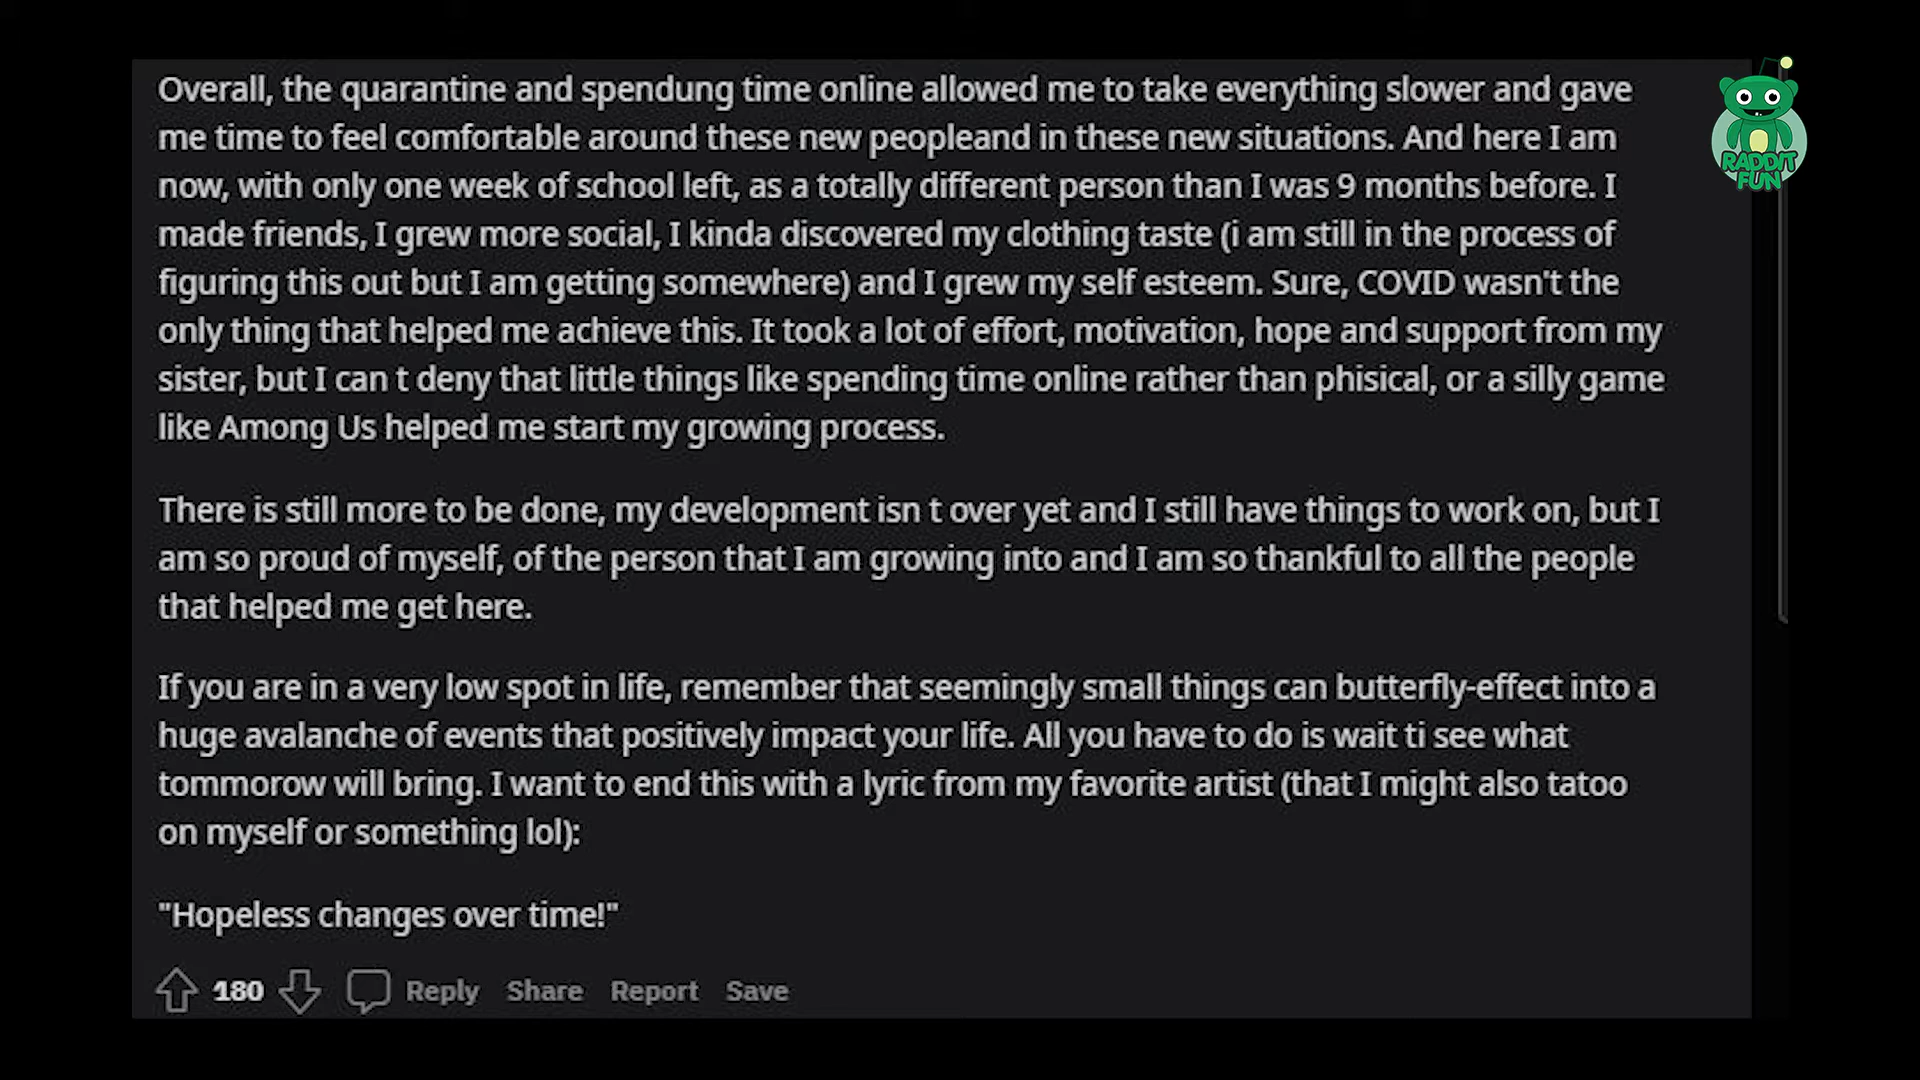 Overall, the quarantine and spendung time online allowed me to take everything slower and gave
me time to feel comfortable around these new peopleand in these new situations. And here I am
now, with only one week of school left, as a totally different person than I was 9 months before. I
made friends, I grew more social, I kinda discovered my clothing taste (i am still in the process of
figuring this out but I am getting somewhere) and I grew my self esteem. Sure, COVID wasn't the
only thing that helped me achieve this. It took a lot of effort, motivation, hope and support from my
sister, but I can t deny that little things like spending time online rather than phisical, or a silly game
like Among Us helped me start my growing process.
There is still more to be done, my development isn t over yet and I still have things to work on, but I
am so proud of myself, of the person that I am growing into and I am so thankful to all the people
that helped me get here.
If you are in a very low spot in life, remember that seemingly small things can butterfly-effect into a
huge avalanche of events that positively impact your life. All you have to do is wait ti see what
tommorow will bring. I want to end this with a lyric from my favorite artist (that I might also tatoo
on myself or something lol):
"Hopeless changes over time!"
180 Reply Share Report Save
RADDIT
FUN